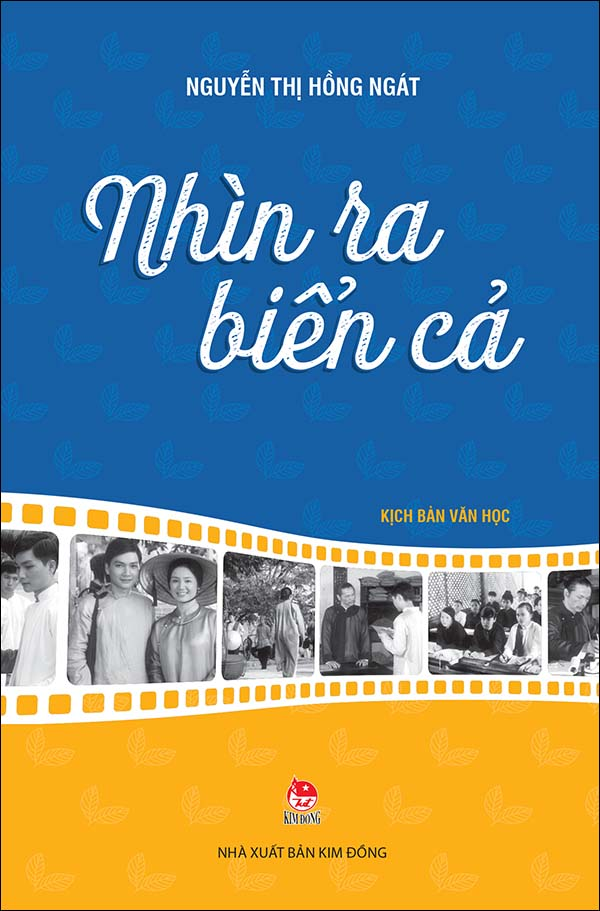 NGUYỄN THỊ HỒNG NGÁT
Nhìn ra
biển cả
KỊCH BẢN VĂN HỌC
KIM ĐỒNG
NHÀ XUẤT BẢN KIM ĐỒNG